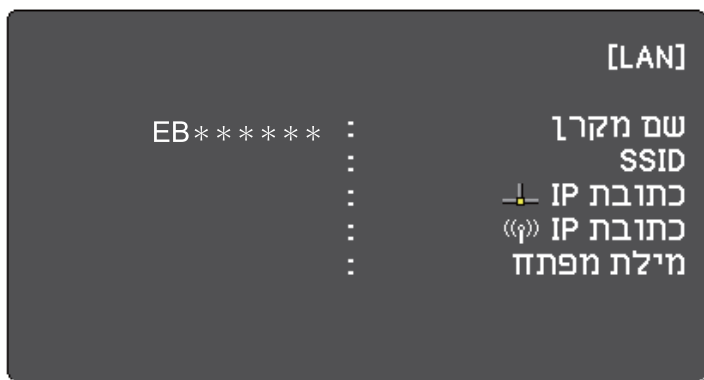 [LAN]
שם מקרן : EB∗∗∗∗∗∗
SSID :
כתובת IP :
כתובת IP :
מילת מפתח :